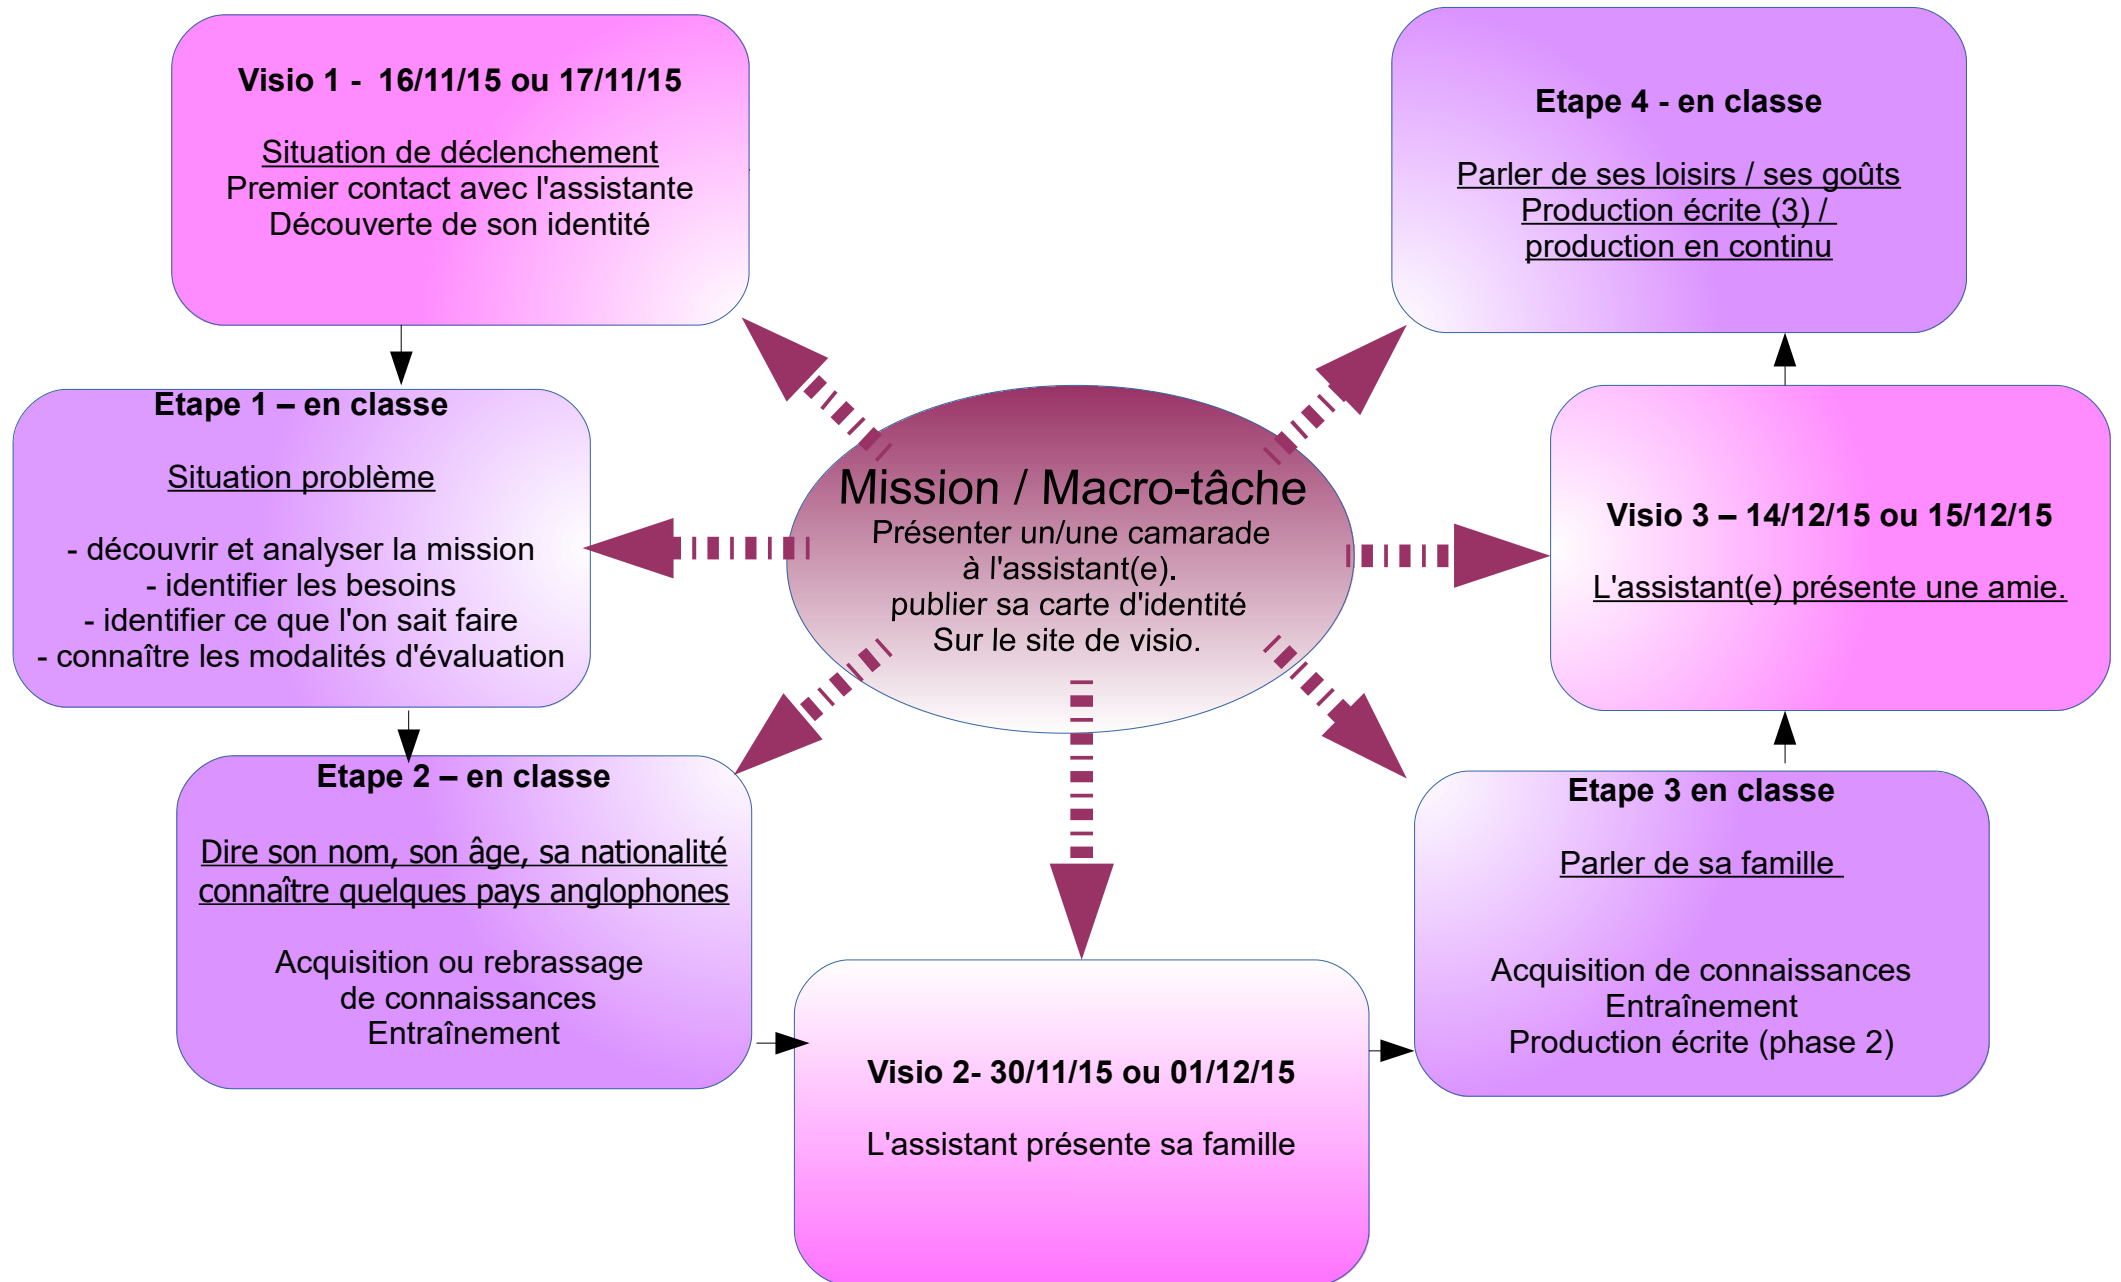 Visio 1 -  16/11/15 ou 17/11/15
Situation de déclenchement
Premier contact avec l'assistante
Découverte de son identité
Etape 1 – en classe
Situation problème
- découvrir et analyser la mission
- identifier les besoins
- identifier ce que l'on sait faire
- connaître les modalités d'évaluation
Etape 2 – en classe
Dire son nom, son âge, sa nationalité
connaître quelques pays anglophones
Acquisition ou rebrassage
de connaissances
Entraînement
Mission / Macro-tâche
Présenter un/une camarade
à l'assistant(e).
publier sa carte d'identité
Sur le site de visio.
Visio 2- 30/11/15 ou 01/12/15
L'assistant présente sa famille
Etape 3 en classe
Parler de sa famille
Acquisition de connaissances
Entraînement
Production écrite (phase 2)
Visio 3 – 14/12/15 ou 15/12/15
L'assistant(e) présente une amie.
Etape 4 - en classe
Parler de ses loisirs / ses goûts
Production écrite (3) /
production en continu